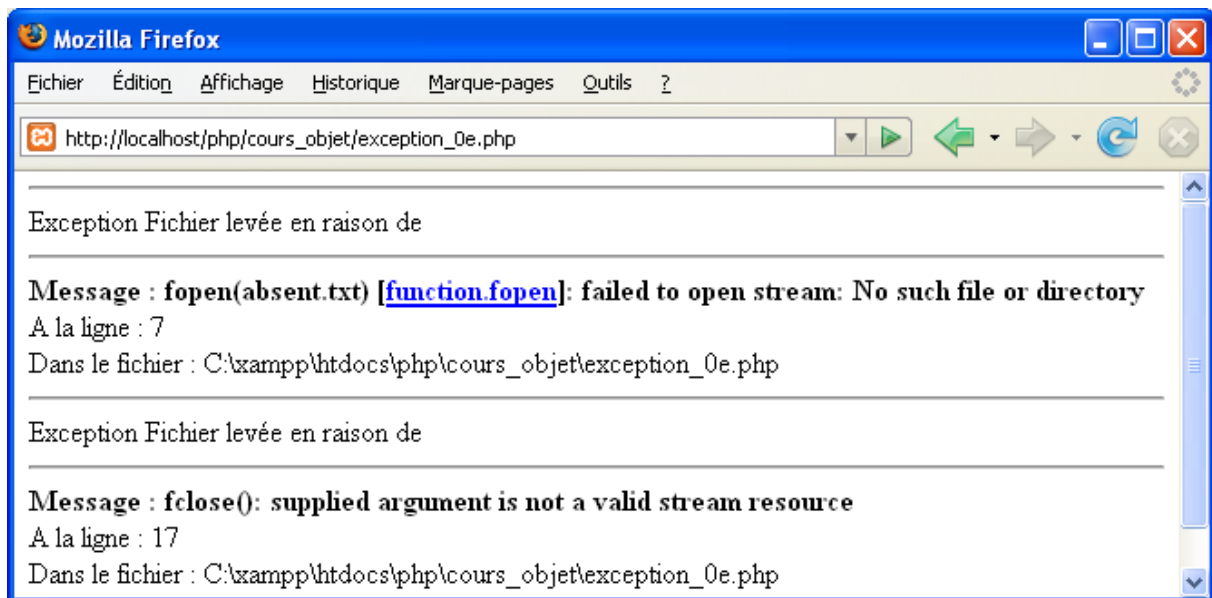 Mozilla Firefox
Fichier Édition Affichage Historique Marque-pages Outils ?
http://localhost/php/cours_objet/exception_0e.php
Exception Fichier levée en raison de
Message : fopen(absent.txt) [function.fopen]: failed to open stream: No such file or directory
A la ligne : 7
Dans le fichier : C:\xampp\htdocs\php\cours_objet\exception_0e.php
Exception Fichier levée en raison de
Message : fclose(): supplied argument is not a valid stream resource
A la ligne : 17
Dans le fichier : C:\xampp\htdocs\php\cours_objet\exception_0e.php